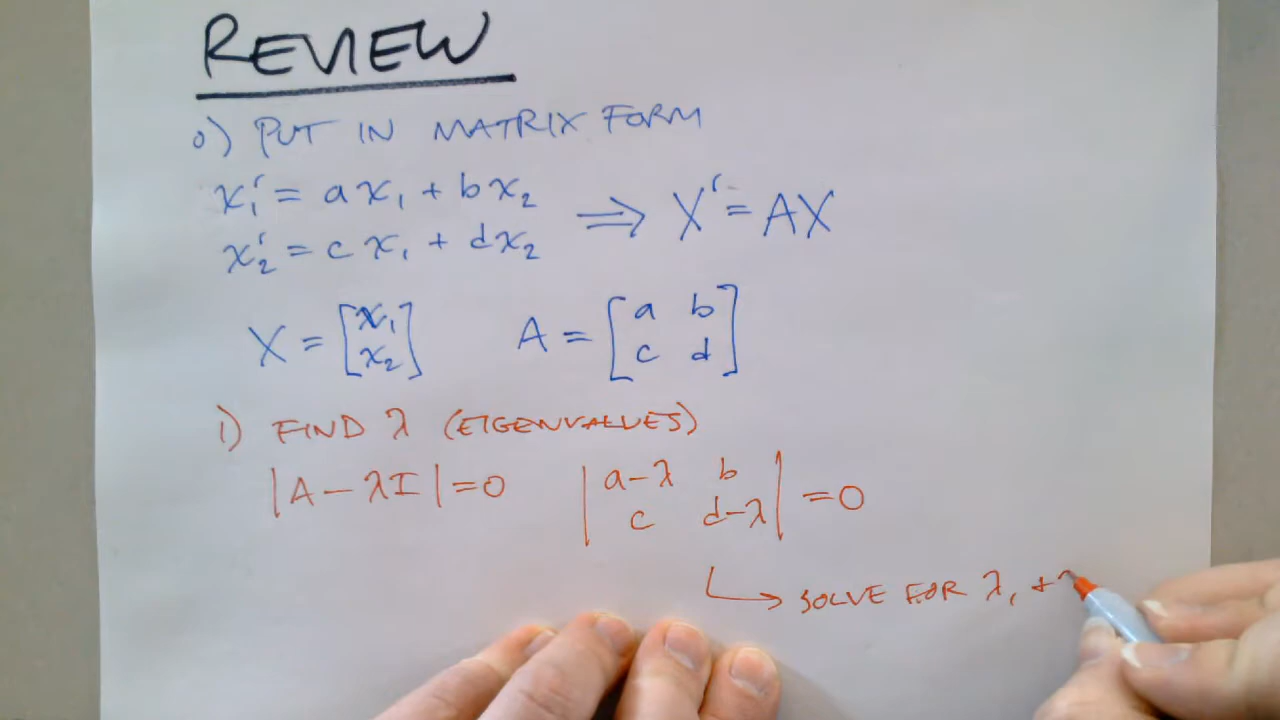 REVIEW
0) PUT IN MATRIX FORM
x₁' = ax₁ + bx₂
x₂' = cx₁ + dx₂
⇒ X' = AX
X = [x₁
x₂]
A = [a b
c d]
1) FIND λ (EIGENVALUES)
|A - λI| = 0
|a-λ b
c d-λ| = 0
↳ SOLVE FOR λ₁ +